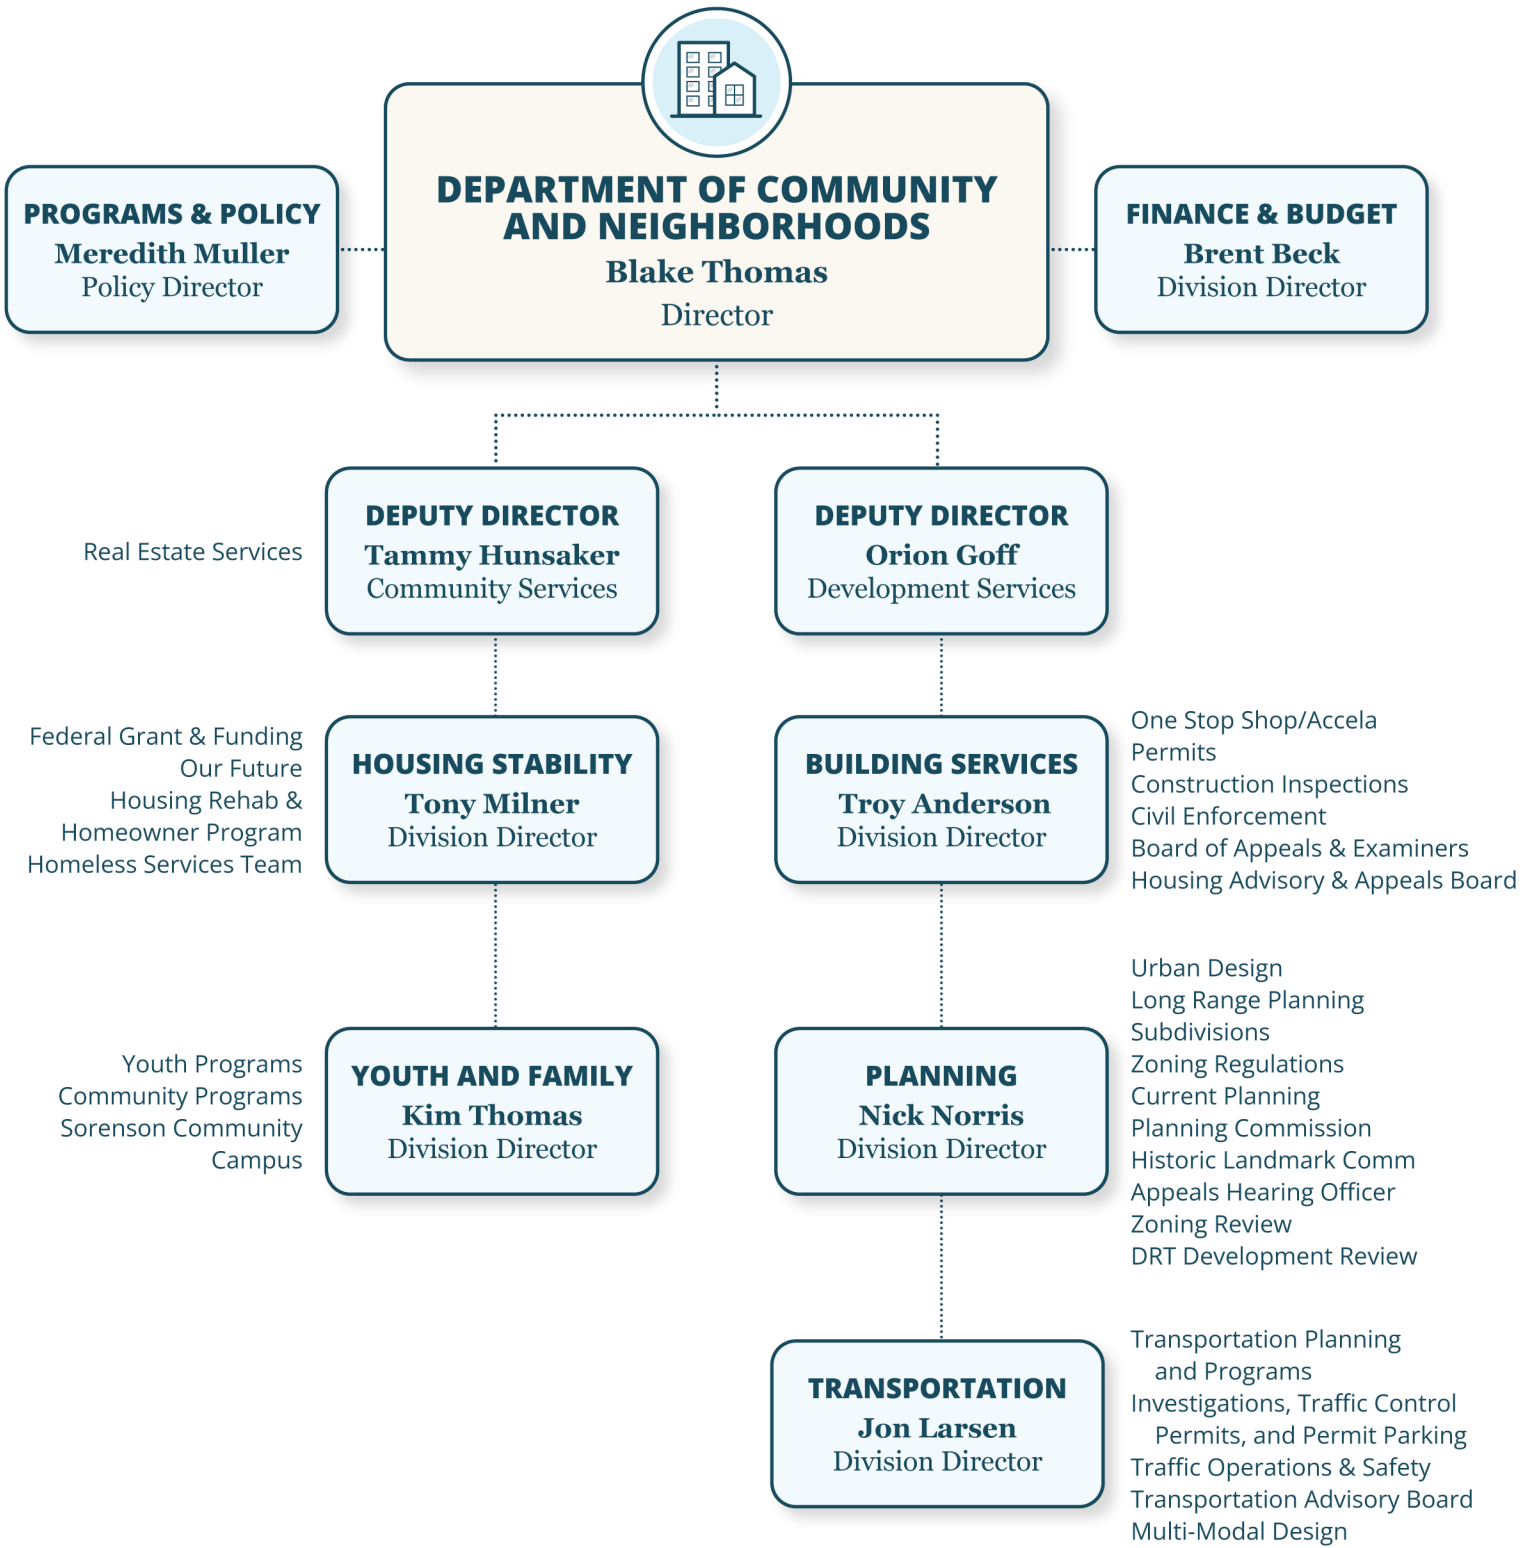 DEPARTMENT OF COMMUNITY
AND NEIGHBORHOODS
Blake Thomas
Director
PROGRAMS & POLICY
Meredith Muller
Policy Director
FINANCE & BUDGET
Brent Beck
Division Director
Real Estate Services
DEPUTY DIRECTOR
Tammy Hunsaker
Community Services
DEPUTY DIRECTOR
Orion Goff
Development Services
Federal Grant & Funding
Our Future
Housing Rehab &
Homeowner Program
Homeless Services Team
HOUSING STABILITY
Tony Milner
Division Director
BUILDING SERVICES
Troy Anderson
Division Director
One Stop Shop/Accela
Permits
Construction Inspections
Civil Enforcement
Board of Appeals & Examiners
Housing Advisory & Appeals Board
Youth Programs
Community Programs
Sorenson Community
Campus
YOUTH AND FAMILY
Kim Thomas
Division Director
PLANNING
Nick Norris
Division Director
Urban Design
Long Range Planning
Subdivisions
Zoning Regulations
Current Planning
Planning Commission
Historic Landmark Comm
Appeals Hearing Officer
Zoning Review
DRT Development Review
TRANSPORTATION
Jon Larsen
Division Director
Transportation Planning
and Programs
Investigations, Traffic Control
Permits, and Permit Parking
Traffic Operations & Safety
Transportation Advisory Board
Multi-Modal Design